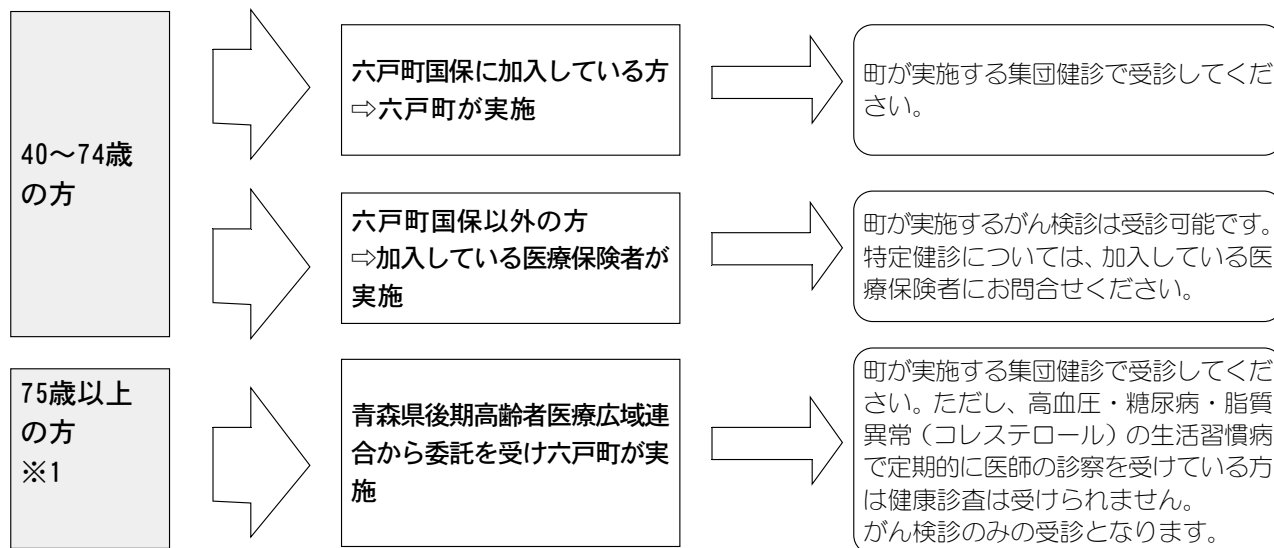 40～74歳
の方
六戸町国保に加入している方
⇨六戸町が実施
町が実施する集団健診で受診してくだ
さい。
六戸町国保以外の方
⇨加入している医療保険者が
実施
町が実施するがん検診は受診可能です。
特定健診については、加入している医
療保険者にお問合せください。
75歳以上
の方
※1
青森県後期高齢者医療広域連
合から委託を受け六戸町が実
施
町が実施する集団健診で受診してくだ
さい。ただし、高血圧・糖尿病・脂質
異常（コレステロール）の生活習慣病
で定期的に医師の診察を受けている方
は健康診査は受けられません。
がん検診のみの受診となります。